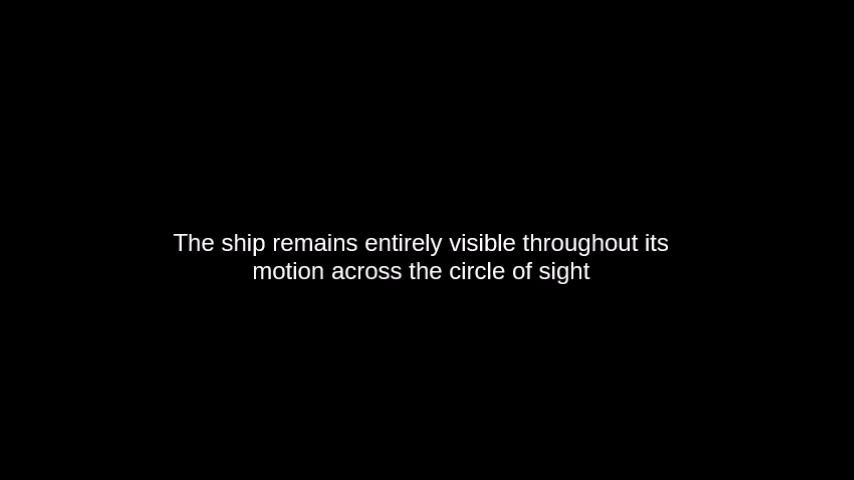 The ship remains entirely visible throughout its
motion across the circle of sight